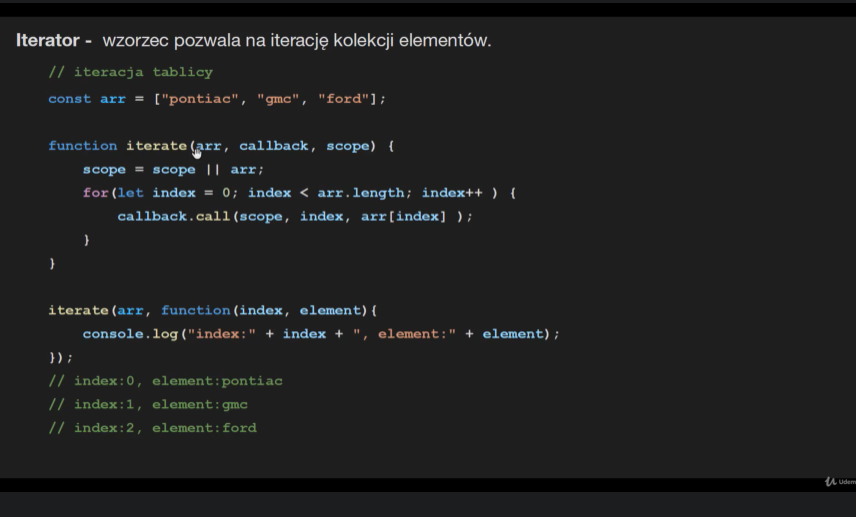 Iterator - wzorzec pozwala na iterację kolekcji elementów.
// iteracja tablicy
const arr = ["pontiac", "gmc", "ford"];
function iterate(arr, callback, scope) {
scope = scope || arr;
for(let index = 0; index < arr.length; index++ ) {
callback.call(scope, index, arr[index] );
}
}
iterate(arr, function(index, element){
console.log("index:" + index + ", element:" + element);
});
// index:0, element:pontiac
// index:1, element:gmc
// index:2, element:ford